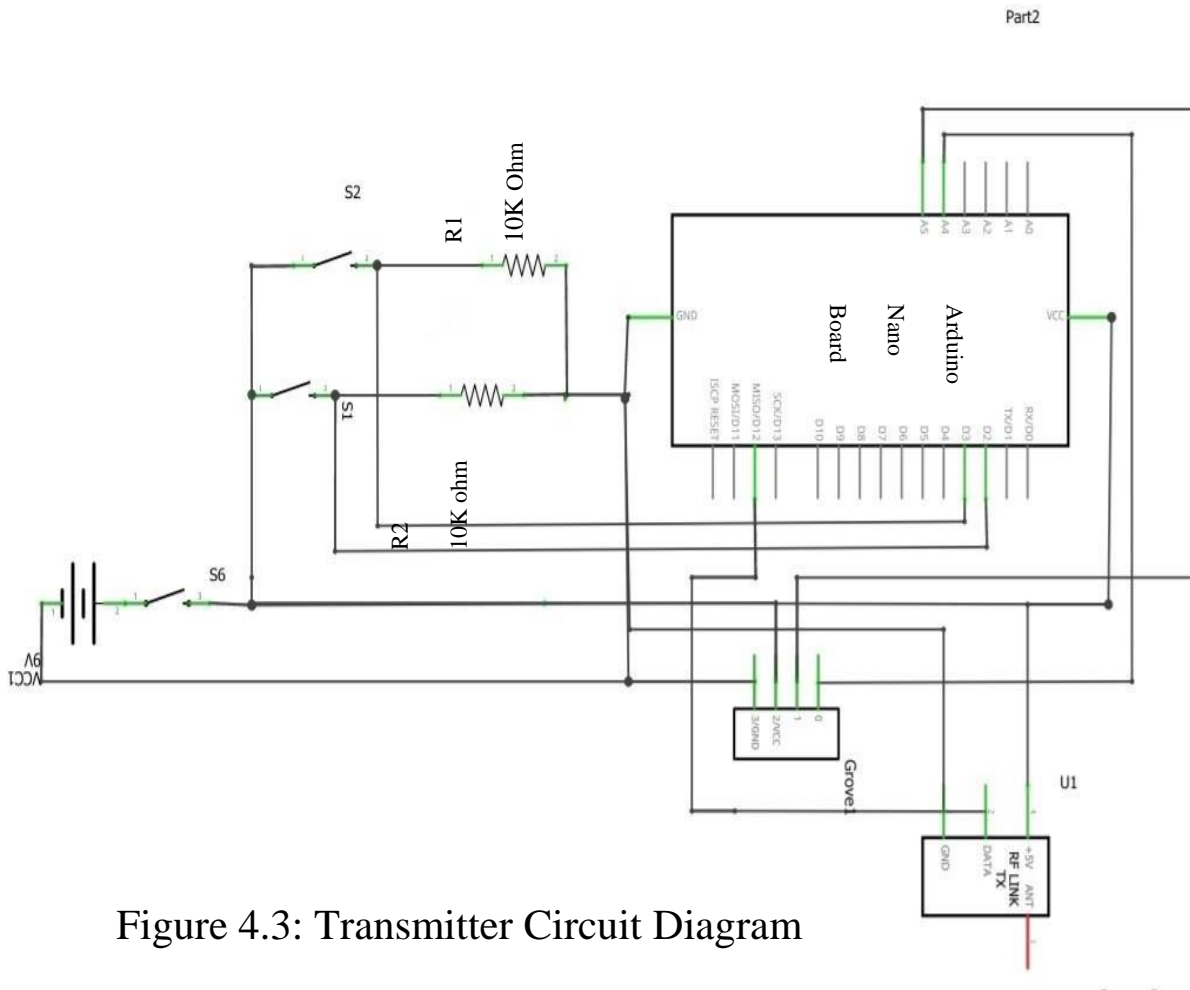 Part2
S2
R1
10K Ohm
S1
R2
10K ohm
S6
9V
VCC1
Arduino
Nano
Board
GND
VCC
A5
A4
A3
A2
A1
A0
ISCP RESET
MOSI/D11
MISO/D12
SCK/D13
D10
D9
D8
D7
D6
D5
D4
D3
D2
TX/D1
RX/D0
3/GND
2/VCC
1
0
Grove1
U1
GND
DATA
+5V
ANT
RF LINK
TX
Figure 4.3: Transmitter Circuit Diagram